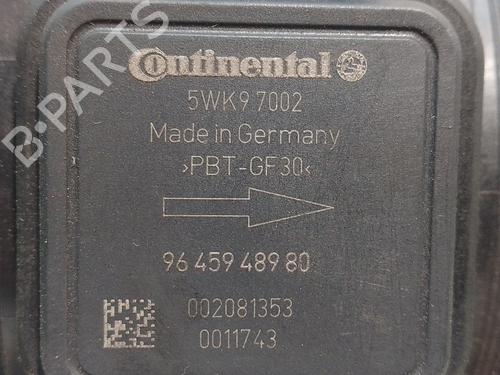 Continental
5WK9 7002
Made in Germany
›PBT-GF30‹
96 459 489 80
002081353
0011743
B-PARTS